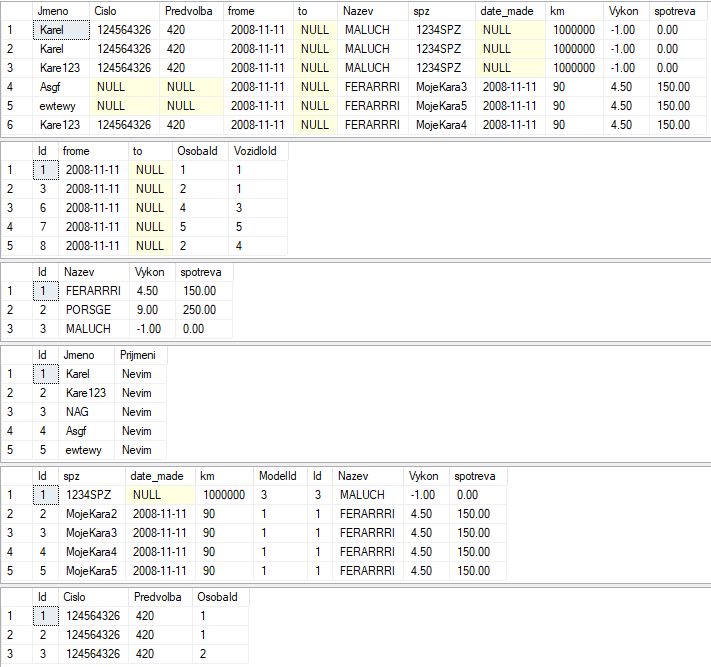 Jmeno Cislo Predvolba frome to Nazev spz date_made km Vykon spotreva
1 Karel 124564326 420 2008-11-11 NULL MALUCH 1234SPZ NULL 1000000 -1.00 0.00
2 Karel 124564326 420 2008-11-11 NULL MALUCH 1234SPZ NULL 1000000 -1.00 0.00
3 Kare123 124564326 420 2008-11-11 NULL MALUCH 1234SPZ NULL 1000000 -1.00 0.00
4 Asgf NULL NULL 2008-11-11 NULL FERARRRI MojeKara3 2008-11-11 90 4.50 150.00
5 ewtewy NULL NULL 2008-11-11 NULL FERARRRI MojeKara5 2008-11-11 90 4.50 150.00
6 Kare123 124564326 420 2008-11-11 NULL FERARRRI MojeKara4 2008-11-11 90 4.50 150.00
Id frome to OsobaId VozidloId
1 1 2008-11-11 NULL 1 1
2 3 2008-11-11 NULL 2 1
3 6 2008-11-11 NULL 4 3
4 7 2008-11-11 NULL 5 5
5 8 2008-11-11 NULL 2 4
Id Nazev Vykon spotreva
1 1 FERARRRI 4.50 150.00
2 2 PORSGE 9.00 250.00
3 3 MALUCH -1.00 0.00
Id Jmeno Prijmeni
1 1 Karel Nevim
2 2 Kare123 Nevim
3 3 NAG Nevim
4 4 Asgf Nevim
5 5 ewtewy Nevim
Id spz date_made km ModelId Id Nazev Vykon spotreva
1 1 1234SPZ NULL 1000000 3 3 MALUCH -1.00 0.00
2 2 MojeKara2 2008-11-11 90 1 1 FERARRRI 4.50 150.00
3 3 MojeKara3 2008-11-11 90 1 1 FERARRRI 4.50 150.00
4 4 MojeKara4 2008-11-11 90 1 1 FERARRRI 4.50 150.00
5 5 MojeKara5 2008-11-11 90 1 1 FERARRRI 4.50 150.00
Id Cislo Predvolba OsobaId
1 1 124564326 420 1
2 2 124564326 420 1
3 3 124564326 420 2